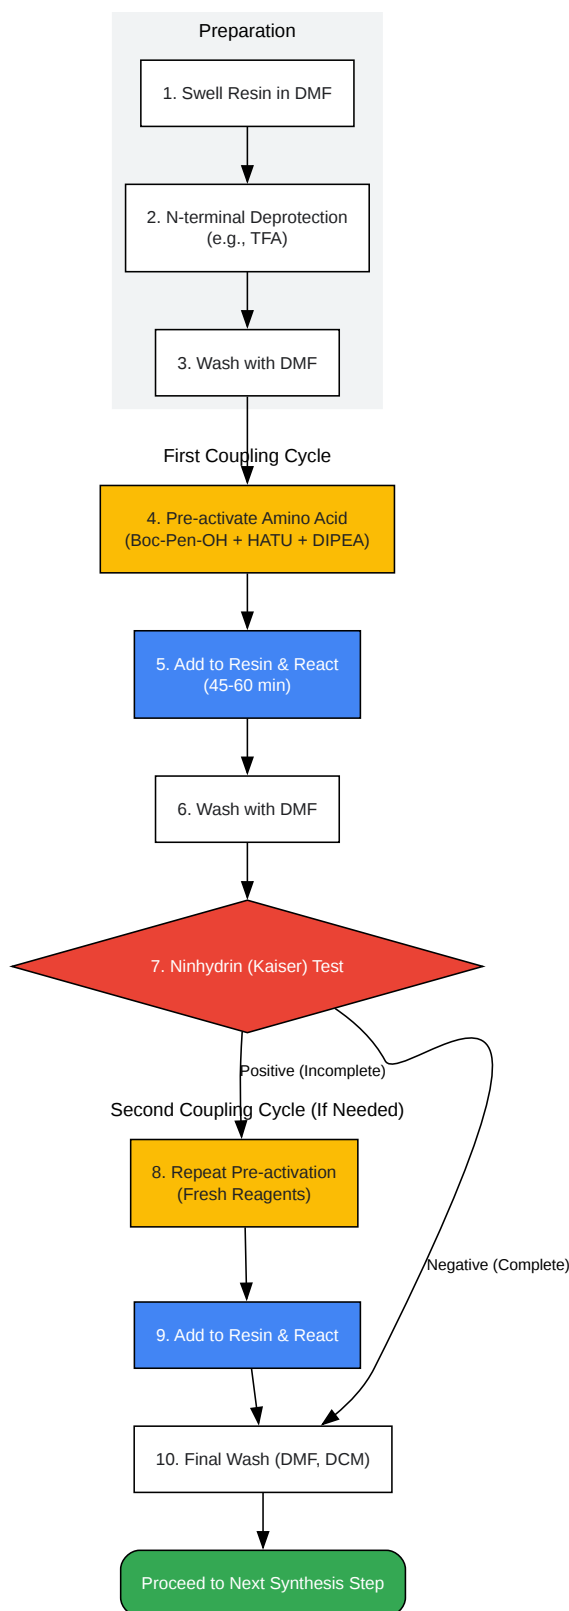 Preparation
1. Swell Resin in DMF
2. N-terminal Deprotection
(e.g., TFA)
3. Wash with DMF
First Coupling Cycle
4. Pre-activate Amino Acid
(Boc-Pen-OH + HATU + DIPEA)
5. Add to Resin & React
(45-60 min)
6. Wash with DMF
7. Ninhydrin (Kaiser) Test
Positive (Incomplete)
Second Coupling Cycle (If Needed)
8. Repeat Pre-activation
(Fresh Reagents)
Negative (Complete)
9. Add to Resin & React
10. Final Wash (DMF, DCM)
Proceed to Next Synthesis Step